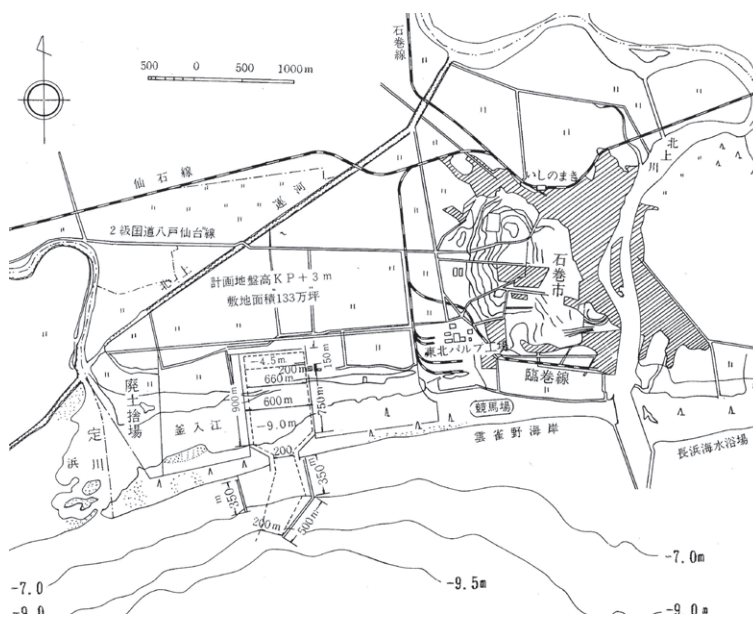 石巻線
500 0 500 1000m
仙石線
運河
北上
いしのまき
北上川
2級国道八戸仙台線
計画地盤高KP+3m
敷地面積133万坪
石巻市
東北パルプ工場
臨巻線
競馬場
雲雀野海岸
長浜海水浴場
廃土捨場
釜入江
定川
浜
-4.5m
200m
150m
660m
900m
600m
750m
-9.0m
200
350m
350m
200m
500m
-7.0m
-9.5m
-7.0
-9.0
-9.0m